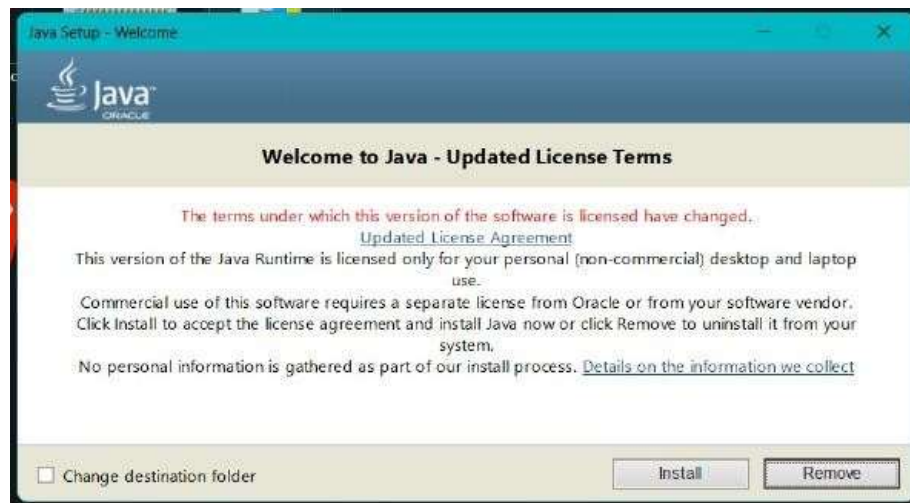 Java Setup - Welcome
Java
ORACLE
Welcome to Java - Updated License Terms
The terms under which this version of the software is licensed have changed.
Updated License Agreement
This version of the Java Runtime is licensed only for your personal (non-commercial) desktop and laptop
use.
Commercial use of this software requires a separate license from Oracle or from your software vendor.
Click Install to accept the license agreement and install Java now or click Remove to uninstall it from your
system.
No personal information is gathered as part of our install process. Details on the information we collect
Change destination folder
Install
Remove